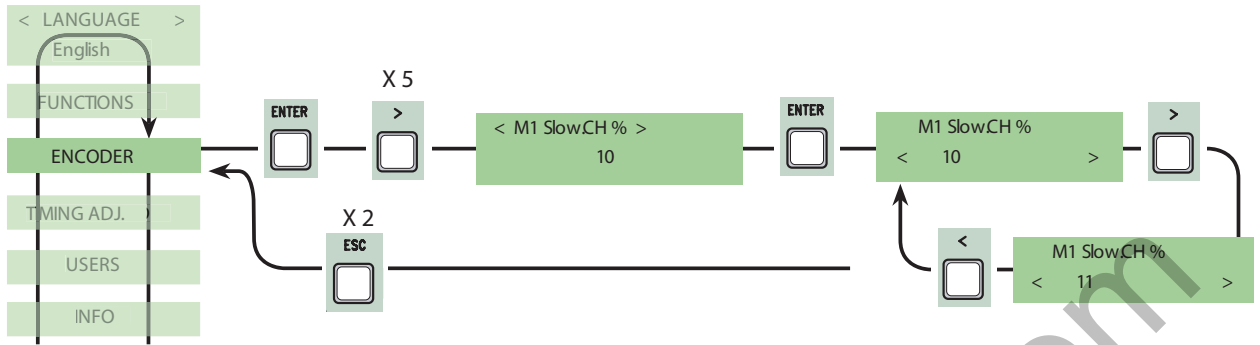 < LANGUAGE >
English
FUNCTIONS
ENCODER
TIMING ADJ.
USERS
INFO
ENTER
X 5
>
< M1 Slow.CH % >
10
ENTER
M1 Slow.CH %
< 10 >
>
M1 Slow.CH %
< 11 >
<
X 2
ESC